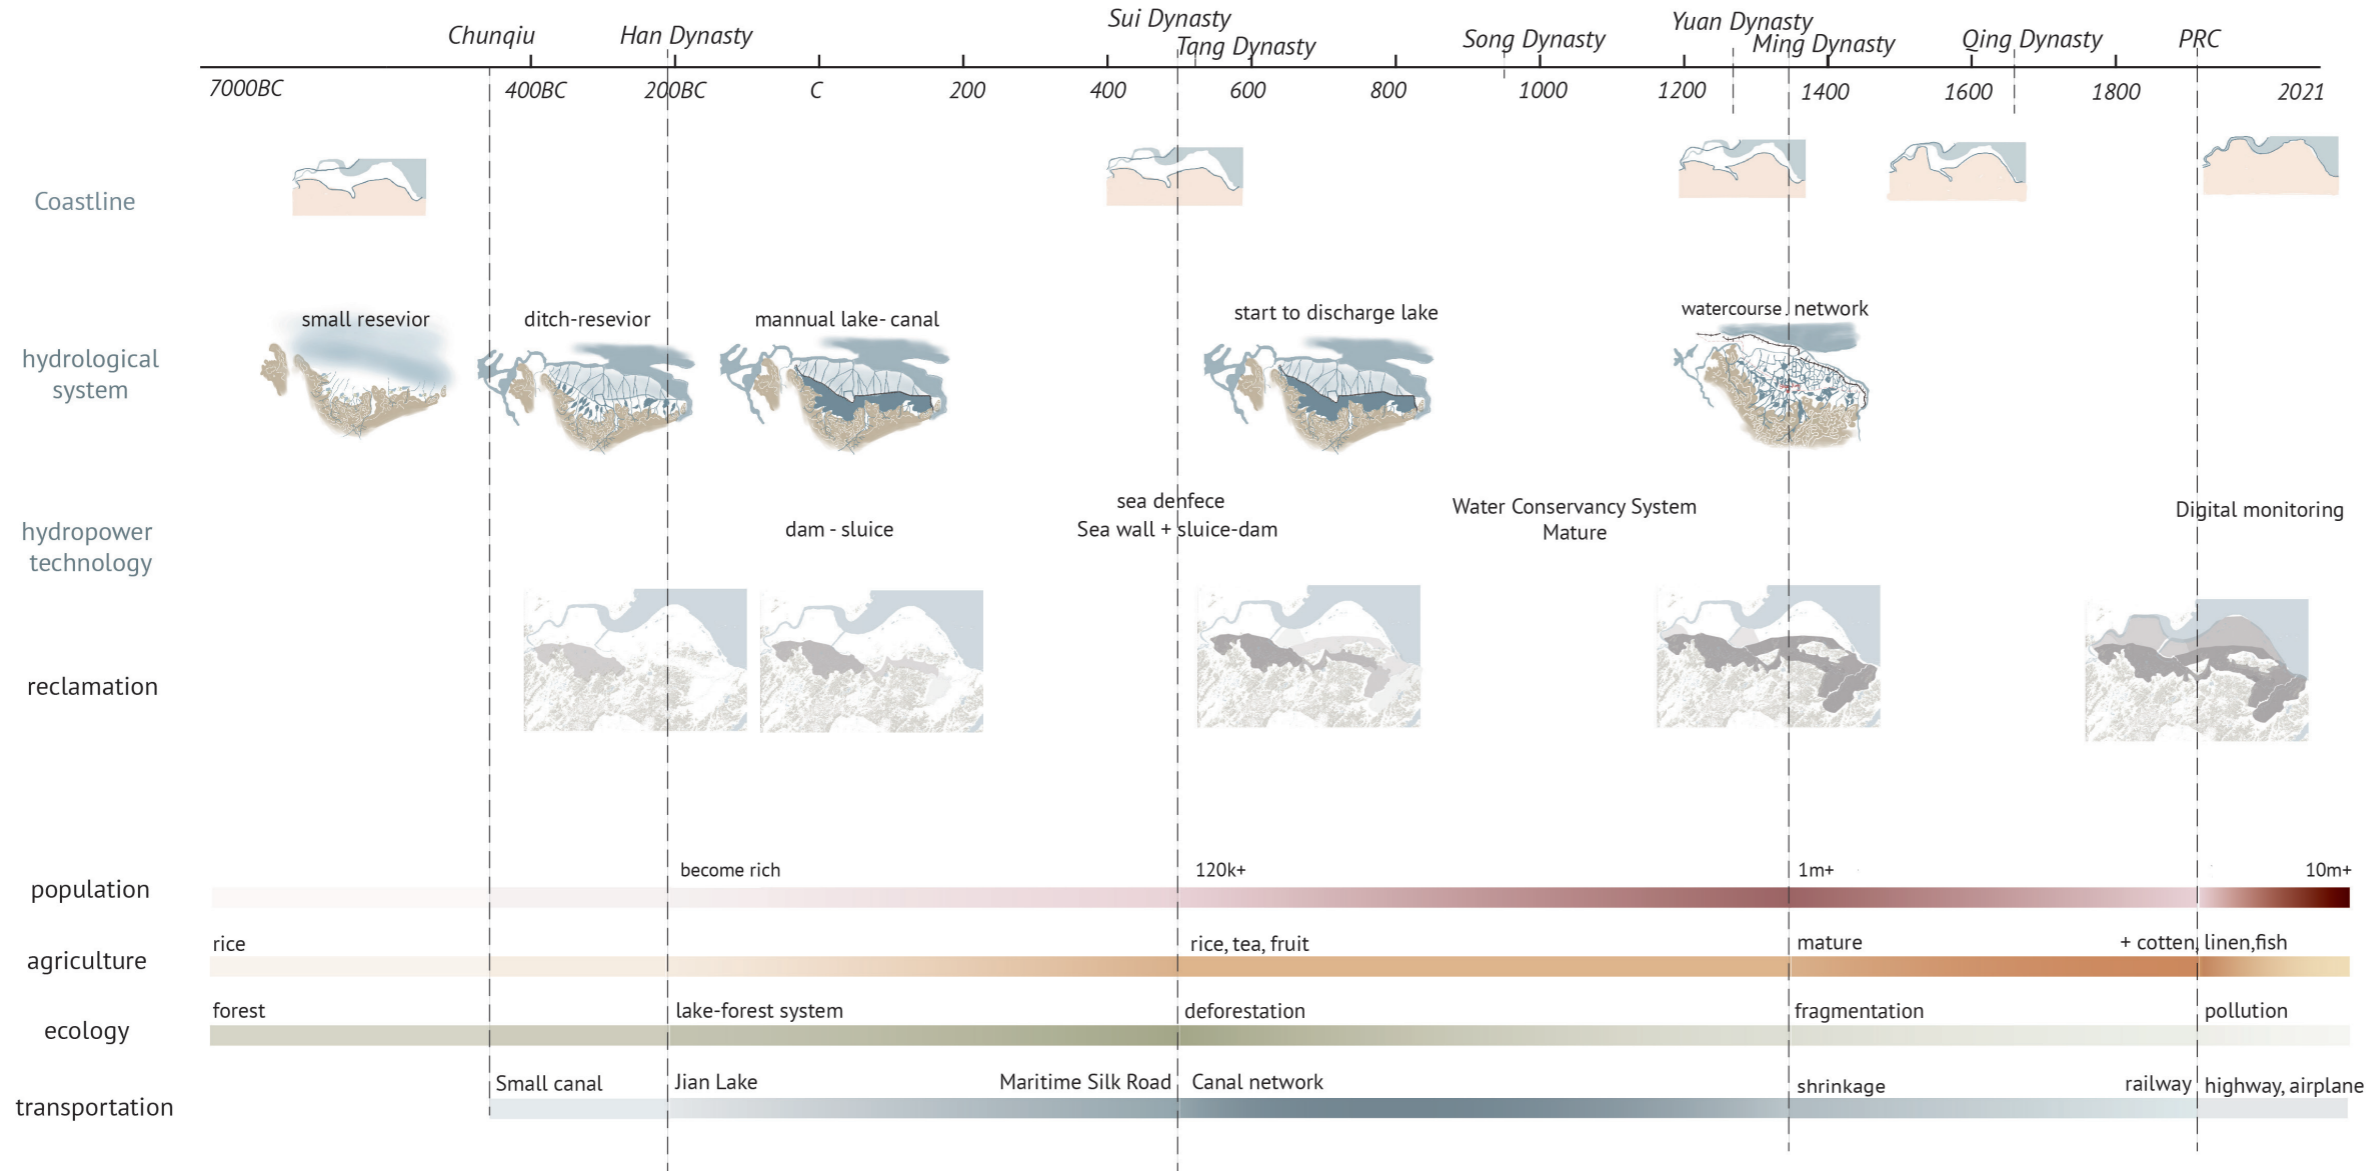 Chunqiu
Han Dynasty
Sui Dynasty
Tang Dynasty
Song Dynasty
Yuan Dynasty
Ming Dynasty
Qing Dynasty
PRC
7000BC
400BC
200BC
C
200
400
600
800
1000
1200
1400
1600
1800
2021
Coastline
hydrological
system
small resevior
ditch-resevior
mannual lake- canal
start to discharge lake
watercourse network
hydropower
technology
dam - sluice
sea denfece
Sea wall + sluice-dam
Water Conservancy System
Mature
Digital monitoring
reclamation
population
become rich
120k+
1m+
10m+
agriculture
rice
rice, tea, fruit
mature
+ cotten, linen,fish
ecology
forest
lake-forest system
deforestation
fragmentation
pollution
transportation
Small canal
Jian Lake
Maritime Silk Road
Canal network
shrinkage
railway
highway, airplane